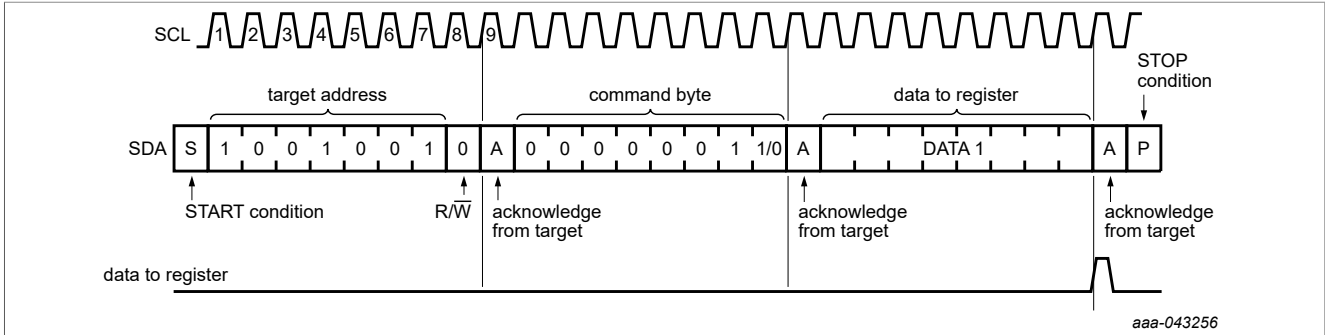 SCL 1 2 3 4 5 6 7 8 9
STOP
condition
target address command byte data to register
SDA S 1 0 0 1 0 0 1 0 A 0 0 0 0 0 0 1 1/0 A DATA 1 A P
START condition R/W̅ acknowledge acknowledge acknowledge
from target from target from target
data to register
aaa-043256